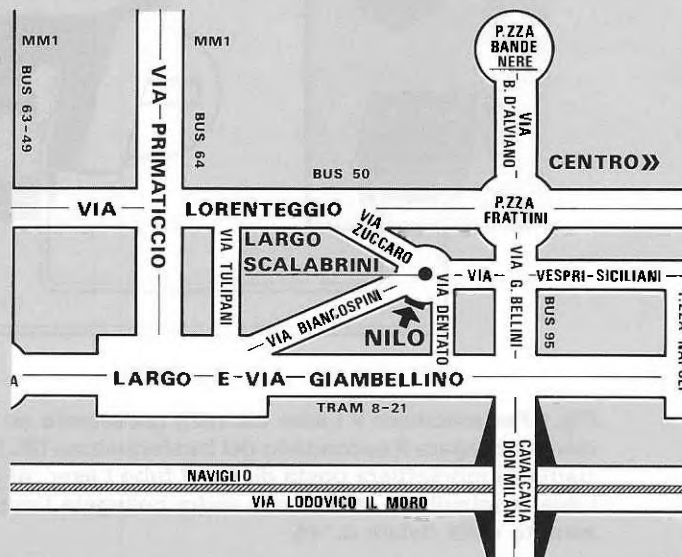 MM1
MM1
P.ZZA
BANDE
NERE
BUS 63-49
VIA PRIMATICCIO
BUS 64
VIA
B. D'ALVIANO
CENTRO»
BUS 50
VIA LORENTEGGIO
P.ZZA
FRATTINI
VIA
ZUCCARO
VIA TULIPANI
LARGO
SCALABRINI
VIA VESPRI-SICILIANI
VIA G. BELLINI
VIA DENTATO
VIA BIANCOSPINI
NILO
BUS 95
LARGO E VIA GIAMBELLINO
TRAM 8-21
NAVIGLIO
VIA LODOVICO IL MORO
CAVALCAVIA
DON MILANI